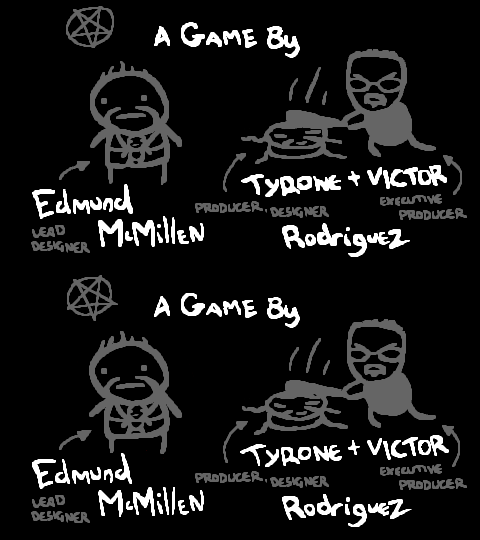 A GAME By
Edmund
McMillEN
LEAD
DESIGNER
TYRONE + VICTOR
PRODUCER, DESIGNER
EXECUTIVE
PRODUCER
RodriguEZ
A GAME By
Edmund
McMillEN
LEAD
DESIGNER
TYRONE + VICTOR
PRODUCER, DESIGNER
EXECUTIVE
PRODUCER
RodriguEZ